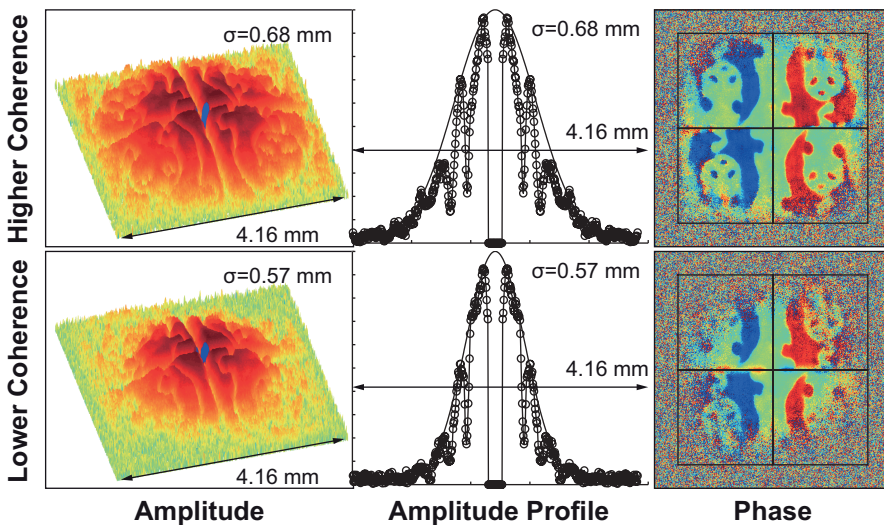 Higher Coherence
σ=0.68 mm
4.16 mm
σ=0.68 mm
4.16 mm
Lower Coherence
σ=0.57 mm
4.16 mm
σ=0.57 mm
4.16 mm
Amplitude
Amplitude Profile
Phase